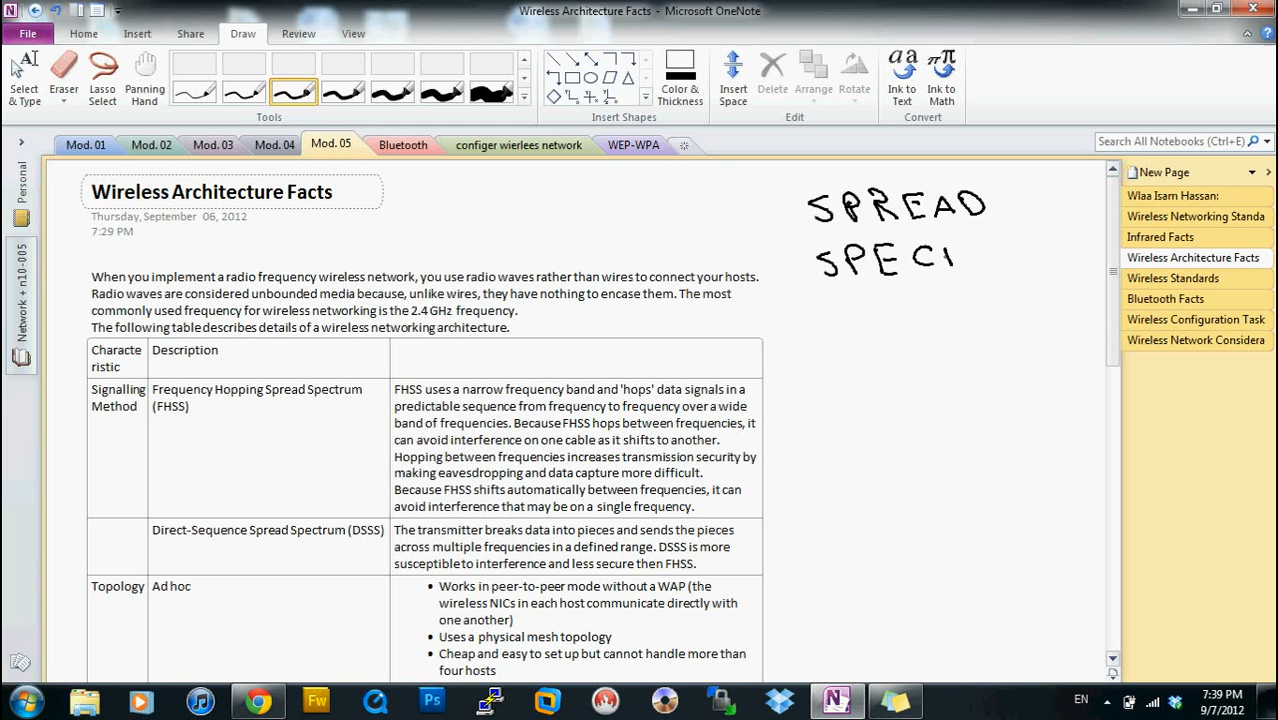 Wireless Architecture Facts - Microsoft OneNote
File Home Insert Share Draw Review View
Select & Type
Eraser
Lasso Select
Panning Hand
Color & Thickness
Insert Space
Delete
Arrange
Rotate
Ink to Text
Ink to Math
Tools
Insert Shapes
Edit
Convert
Mod. 01 Mod. 02 Mod. 03 Mod. 04 Mod. 05 Bluetooth configer wierlees network WEP-WPA
Search All Notebooks (Ctrl+E)
Personal
Network + n10-005
Wireless Architecture Facts
Thursday, September 06, 2012
7:29 PM
SPREAD
SPECI
When you implement a radio frequency wireless network, you use radio waves rather than wires to connect your hosts.
Radio waves are considered unbounded media because, unlike wires, they have nothing to encase them. The most
commonly used frequency for wireless networking is the 2.4 GHz frequency.
The following table describes details of a wireless networking architecture.
Characte
ristic
Description
Signalling
Method
Frequency Hopping Spread Spectrum
(FHSS)
FHSS uses a narrow frequency band and 'hops' data signals in a
predictable sequence from frequency to frequency over a wide
band of frequencies. Because FHSS hops between frequencies, it
can avoid interference on one cable as it shifts to another.
Hopping between frequencies increases transmission security by
making eavesdropping and data capture more difficult.
Because FHSS shifts automatically between frequencies, it can
avoid interference that may be on a single frequency.
Direct-Sequence Spread Spectrum (DSSS)
The transmitter breaks data into pieces and sends the pieces
across multiple frequencies in a defined range. DSSS is more
susceptible to interference and less secure then FHSS.
Topology
Ad hoc
• Works in peer-to-peer mode without a WAP (the
wireless NICs in each host communicate directly with
one another)
• Uses a physical mesh topology
• Cheap and easy to set up but cannot handle more than
four hosts
New Page
Wlaa Isam Hassan:
Wireless Networking Standa
Infrared Facts
Wireless Architecture Facts
Wireless Standards
Bluetooth Facts
Wireless Configuration Task
Wireless Network Considera
Fw
Ps
EN
7:39 PM
9/7/2012